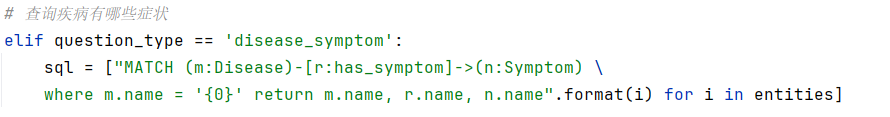 # 查询疾病有哪些症状
elif question_type == 'disease_symptom':
sql = ["MATCH (m:Disease)-[r:has_symptom]->(n:Symptom) \
where m.name = '{0}' return m.name, r.name, n.name".format(i) for i in entities]